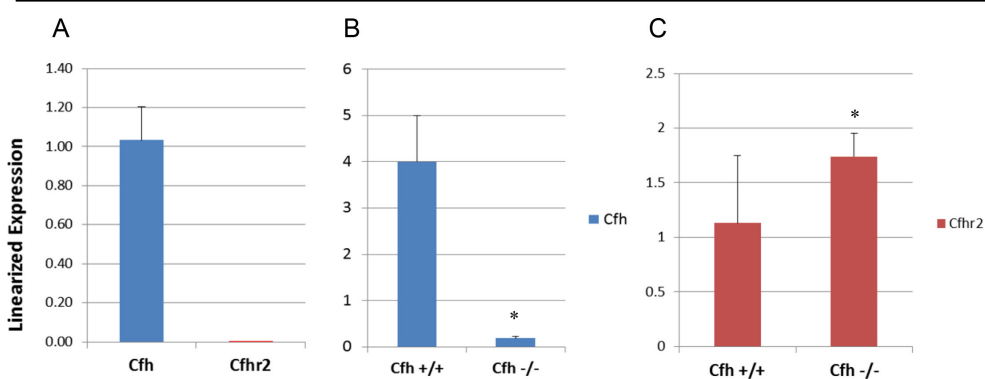 A
B
C
Linearized Expression
1.40
1.20
1.00
0.80
0.60
0.40
0.20
0.00
Cfh
Cfhr2
6
5
4
3
2
1
0
*
Cfh +/+
Cfh -/-
Cfh
2.5
2
1.5
1
0.5
0
*
Cfh +/+
Cfh -/-
Cfhr2